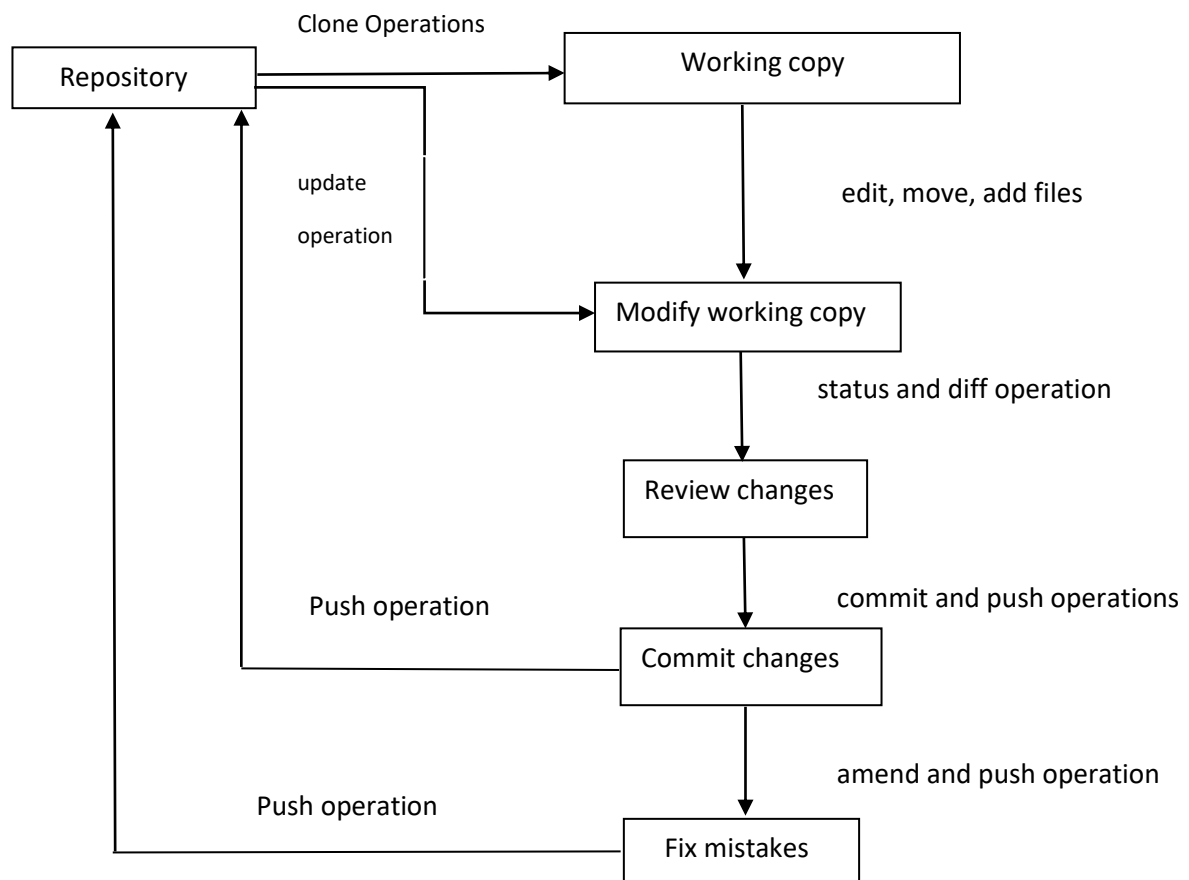 Clone Operations
Repository
Working copy
update
operation
edit, move, add files
Modify working copy
status and diff operation
Review changes
commit and push operations
Push operation
Commit changes
amend and push operation
Push operation
Fix mistakes